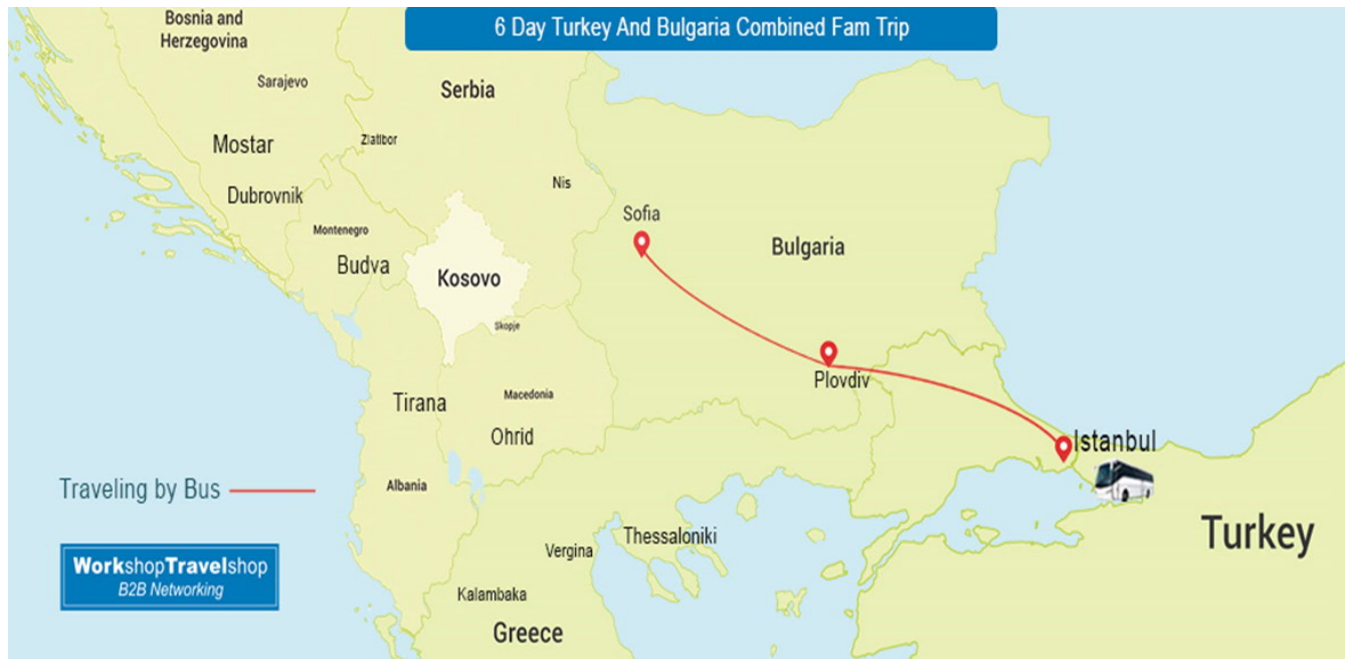 6 Day Turkey And Bulgaria Combined Fam Trip
Bosnia and
Herzegovina
Sarajevo
Serbia
Mostar
Zlatibor
Dubrovnik
Nis
Montenegro
Budva
Sofia
Bulgaria
Kosovo
Skopje
Plovdiv
Tirana
Macedonia
Ohrid
Istanbul
Albania
Traveling by Bus
Thessaloniki
Turkey
Vergina
WorkshopTravelshop
B2B Networking
Kalambaka
Greece